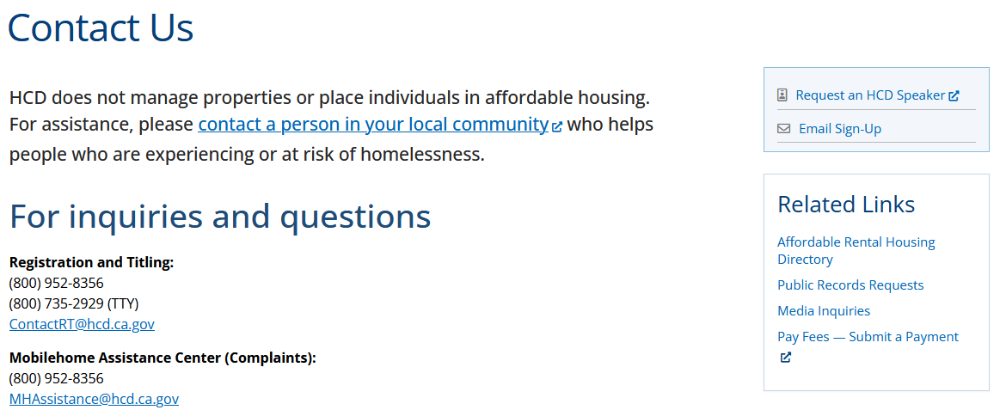 Contact Us
HCD does not manage properties or place individuals in affordable housing.
For assistance, please contact a person in your local community who helps
people who are experiencing or at risk of homelessness.
For inquiries and questions
Registration and Titling:
(800) 952-8356
(800) 735-2929 (TTY)
ContactRT@hcd.ca.gov
Mobilehome Assistance Center (Complaints):
(800) 952-8356
MHAssistance@hcd.ca.gov
Request an HCD Speaker
Email Sign-Up
Related Links
Affordable Rental Housing
Directory
Public Records Requests
Media Inquiries
Pay Fees — Submit a Payment